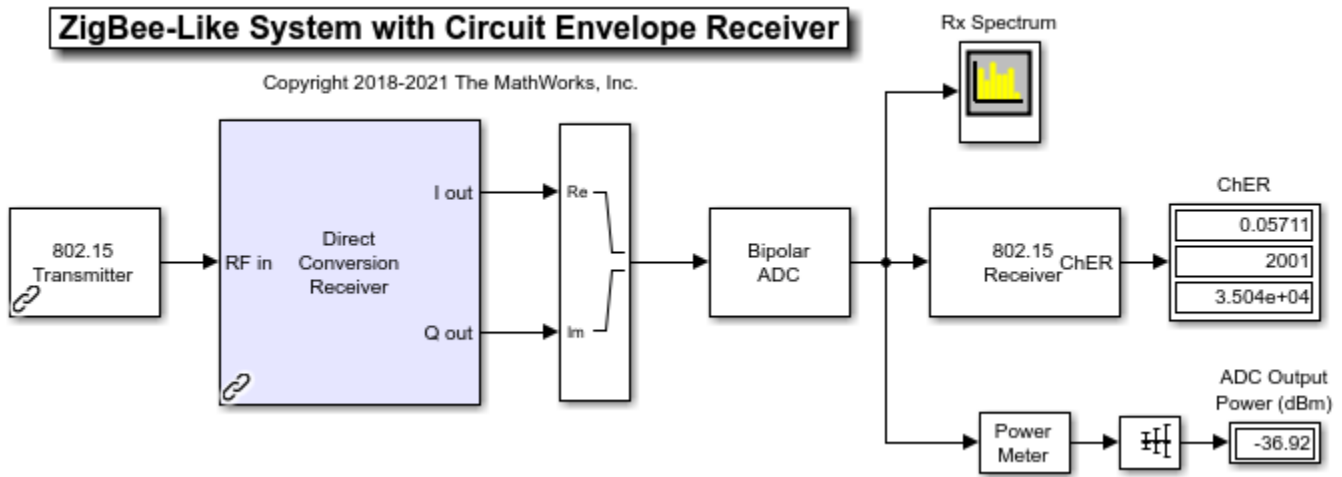 ZigBee-Like System with Circuit Envelope Receiver
Copyright 2018-2021 The MathWorks, Inc.
Rx Spectrum
802.15
Transmitter
RF in
Direct
Conversion
Receiver
I out
Q out
Re
Im
Bipolar
ADC
802.15
Receiver
ChER
ChER
0.05711
2001
3.504e+04
Power
Meter
ADC Output
Power (dBm)
-36.92